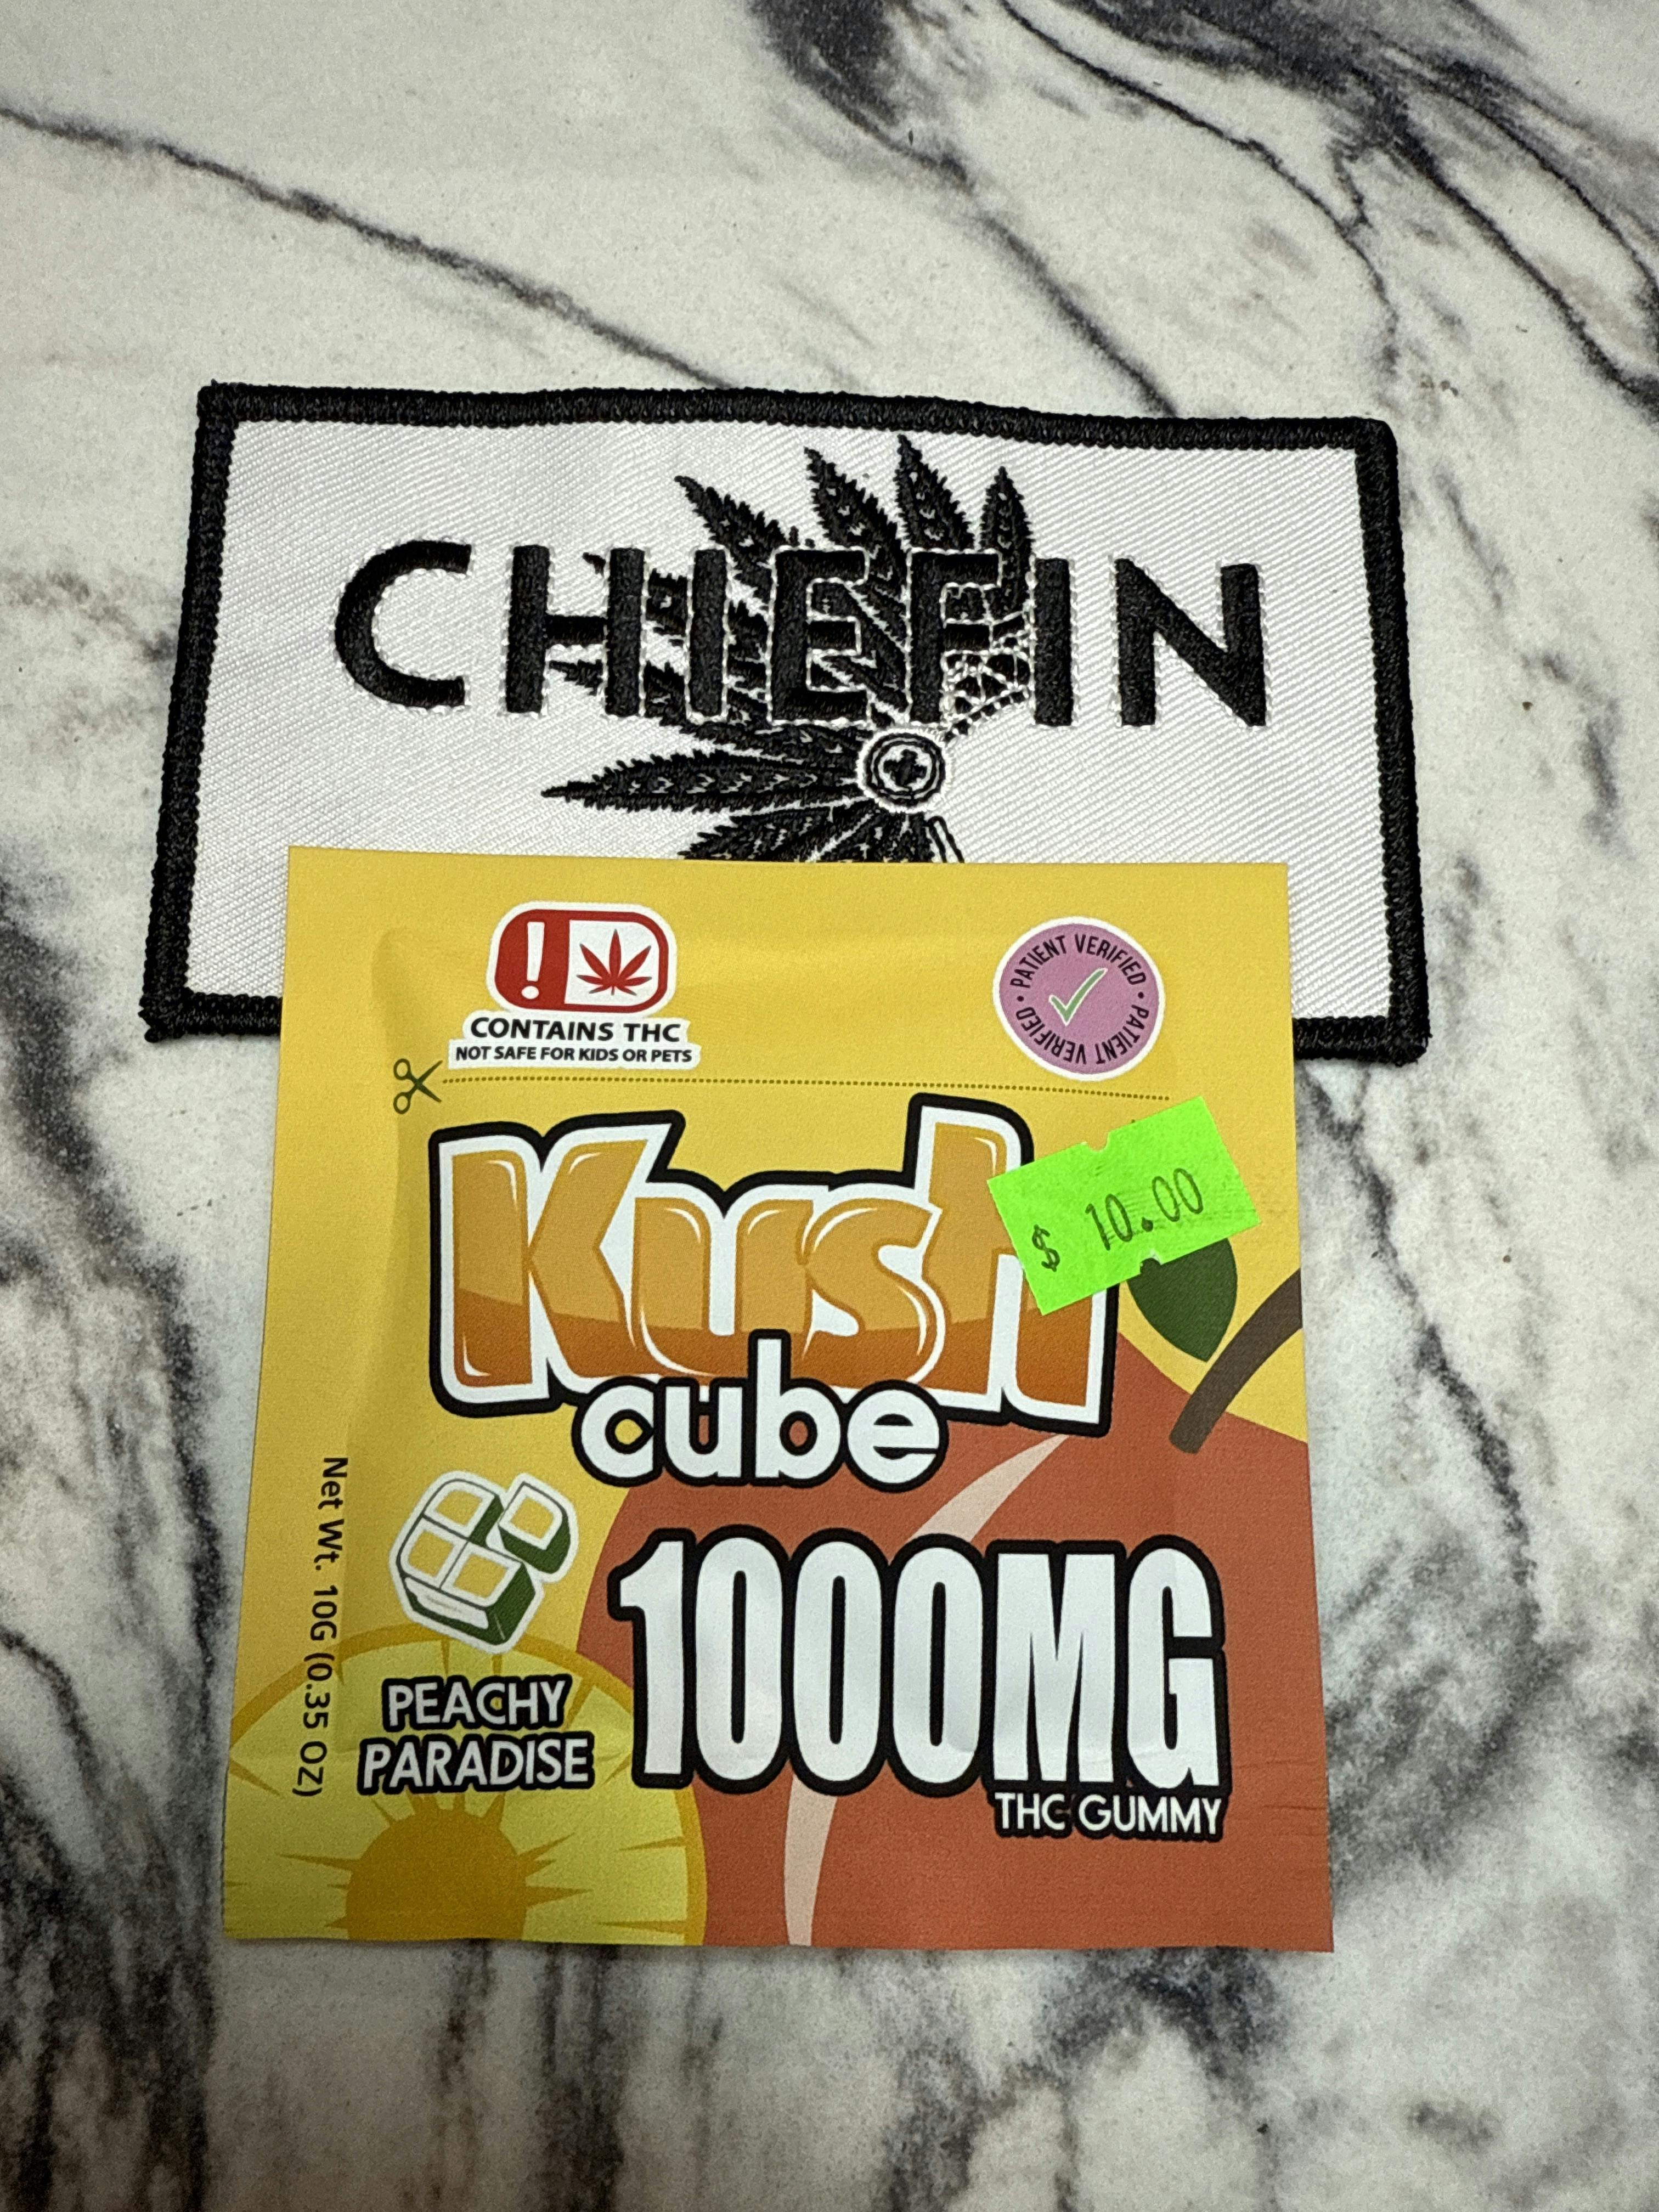 CHIEFIN
CONTAINS THC
NOT SAFE FOR KIDS OR PETS
PATIENT VERIFIED • PATIENT VERIFIED •
$ 10.00
Kush
cube
1000MG
THC GUMMY
PEACHY
PARADISE
Net Wt. 10G (0.35 OZ)